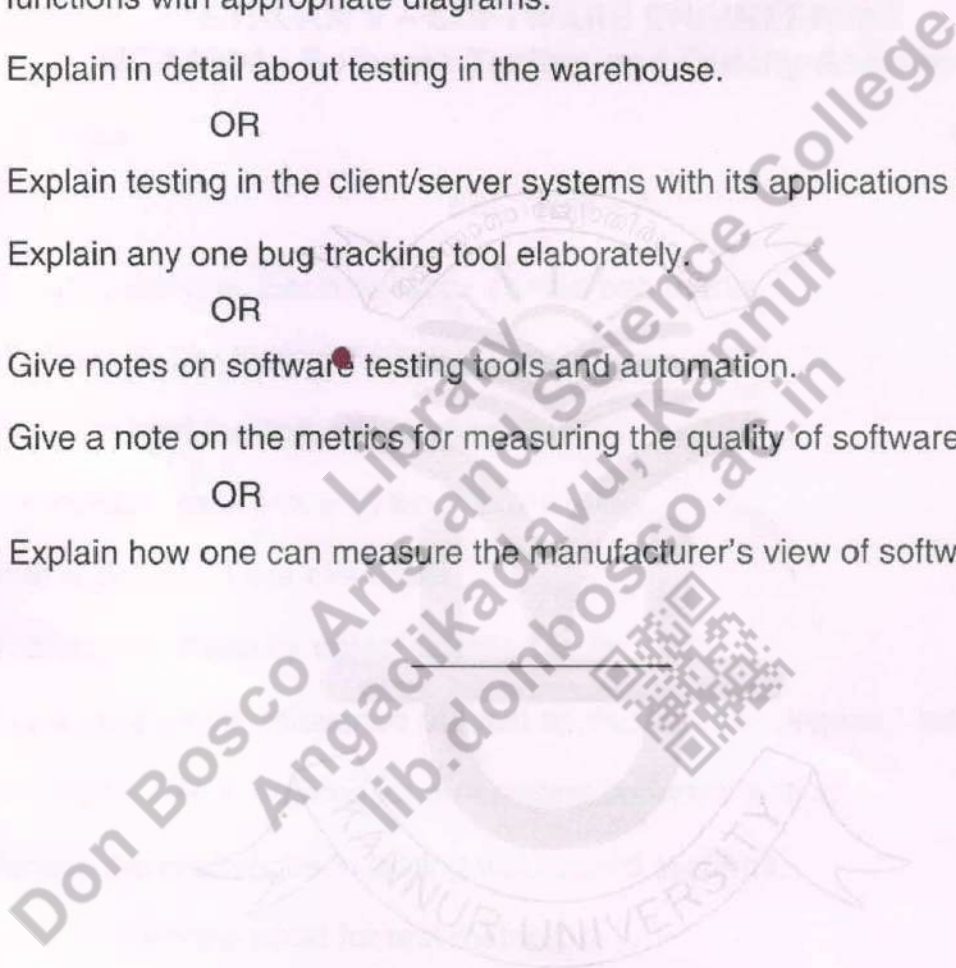 functions with appropriate diagrams.
Explain in detail about testing in the warehouse.
OR
Explain testing in the client/server systems with its applications
Explain any one bug tracking tool elaborately.
OR
Give notes on software testing tools and automation.
Give a note on the metrics for measuring the quality of software
OR
Explain how one can measure the manufacturer's view of softw
Library
Don Bosco Arts and Science College
Angadikadavu, Kannur
lib.donbosco.ac.in
KANNUR UNIVERSITY